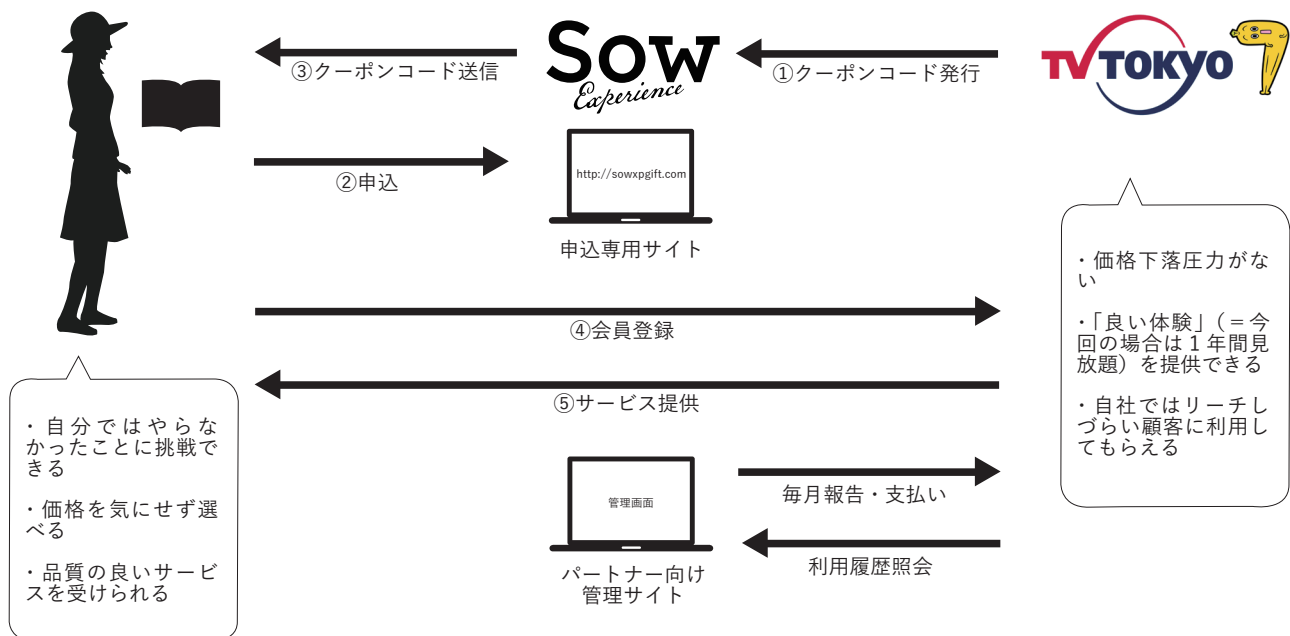 ③クーポンコード送信
Sow
Experience
①クーポンコード発行
TV TOKYO
②申込
http://sowxpgift.com
申込専用サイト
④会員登録
⑤サービス提供
・自分ではやらな
かったことに挑戦で
きる
・価格を気にせず選
べる
・品質の良いサービ
スを受けられる
・価格下落圧力がな
い
・「良い体験」（＝今
回の場合は１年間見
放題）を提供できる
・自社ではリーチし
づらい顧客に利用し
てもらえる
管理画面
パートナー向け
管理サイト
毎月報告・支払い
利用履歴照会